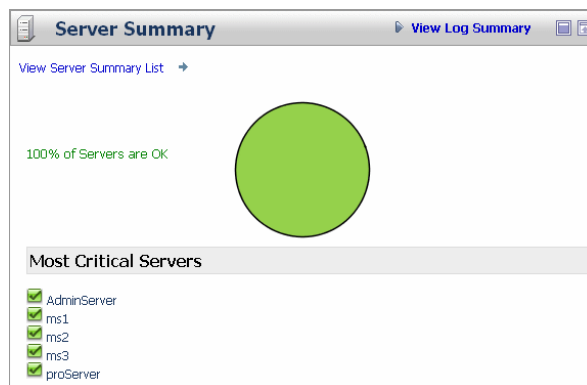 Server Summary
View Log Summary
View Server Summary List
100% of Servers are OK
Most Critical Servers
AdminServer
ms1
ms2
ms3
proServer